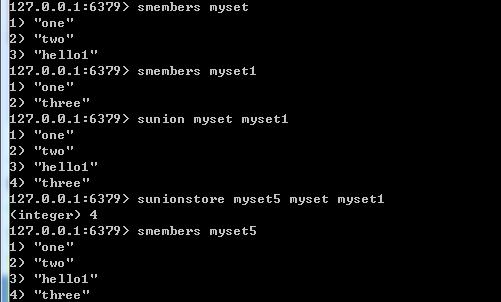 127.0.0.1:6379> smembers myset
1) "one"
2) "two"
3) "hello1"
127.0.0.1:6379> smembers myset1
1) "one"
2) "three"
127.0.0.1:6379> sunion myset myset1
1) "one"
2) "two"
3) "hello1"
4) "three"
127.0.0.1:6379> sunionstore myset5 myset myset1
(integer) 4
127.0.0.1:6379> smembers myset5
1) "one"
2) "two"
3) "hello1"
4) "three"